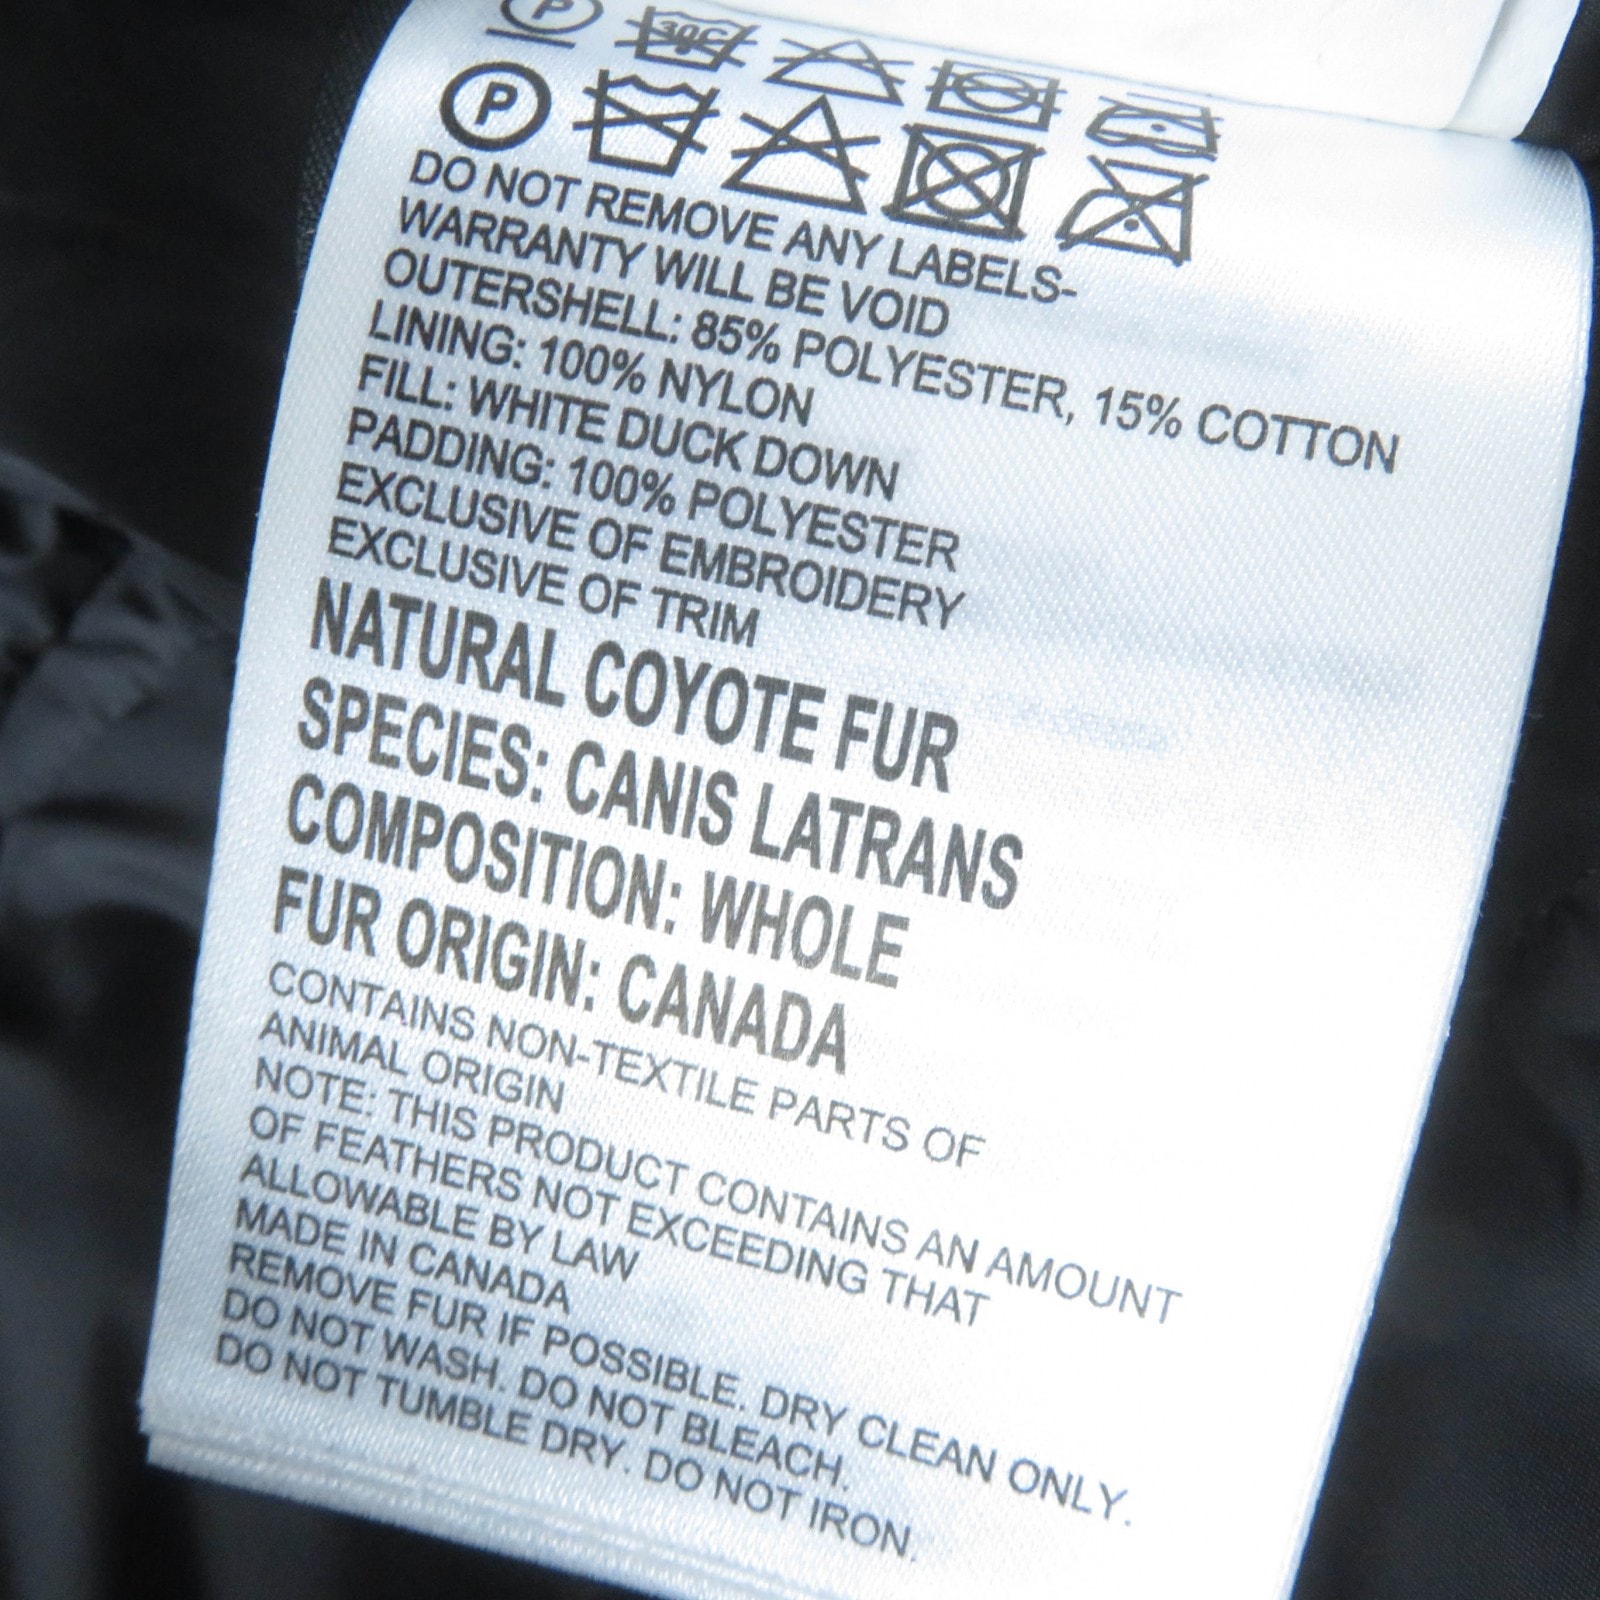 P 30C
P
DO NOT REMOVE ANY LABELS-
WARRANTY WILL BE VOID
OUTERSHELL: 85% POLYESTER, 15% COTTON
LINING: 100% NYLON
FILL: WHITE DUCK DOWN
PADDING: 100% POLYESTER
EXCLUSIVE OF EMBROIDERY
EXCLUSIVE OF TRIM
NATURAL COYOTE FUR
SPECIES: CANIS LATRANS
COMPOSITION: WHOLE
FUR ORIGIN: CANADA
CONTAINS NON-TEXTILE PARTS OF
ANIMAL ORIGIN
NOTE: THIS PRODUCT CONTAINS AN AMOUNT
OF FEATHERS NOT EXCEEDING THAT
ALLOWABLE BY LAW
MADE IN CANADA
REMOVE FUR IF POSSIBLE. DRY CLEAN ONLY.
DO NOT WASH. DO NOT BLEACH.
DO NOT TUMBLE DRY. DO NOT IRON.